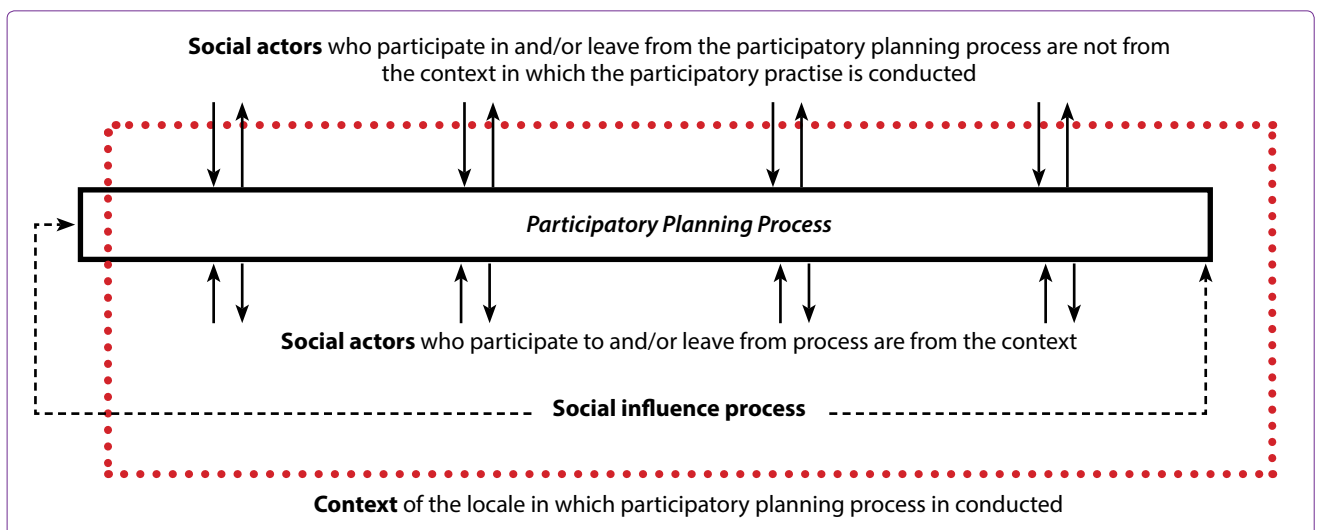 Social actors who participate in and/or leave from the participatory planning process are not from
the context in which the participatory practise is conducted
Participatory Planning Process
Social actors who participate to and/or leave from process are from the context
Social influence process
Context of the locale in which participatory planning process in conducted